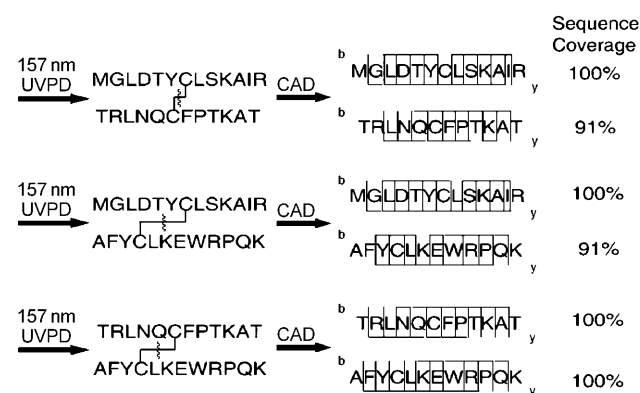 Sequence
Coverage
157 nm
UVPD
MGLDTYCLSKAIR
TRLNQCFPTKAT
CAD
b MGLDTYCLSKAIR y
100%
b TRLNQCFPTKAT y
91%
157 nm
UVPD
MGLDTYCLSKAIR
AFYCLKEWRPQK
CAD
b MGLDTYCLSKAIR y
100%
b AFYCLKEWRPQK y
91%
157 nm
UVPD
TRLNQCFPTKAT
AFYCLKEWRPQK
CAD
b TRLNQCFPTKAT y
100%
b AFYCLKEWRPQK y
100%